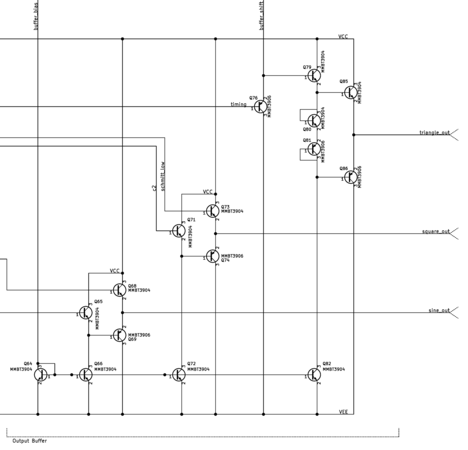 buffer_bias
buffer_shift
VCC
Q79
MMBT3904
Q85
MMBT3904
timing
Q78
MMBT3906
Q80
MMBT3904
triangle_out
Q81
MMBT3906
Q86
MMBT3906
c2
schmitt_low
VCC
Q73
MMBT3904
Q71
MMBT3904
square_out
MMBT3906
Q74
VCC
Q68
MMBT3904
Q65
MMBT3904
sine_out
MMBT3906
Q69
Q64
MMBT3904
Q66
MMBT3904
Q72
MMBT3904
Q82
MMBT3904
VEE
Output Buffer